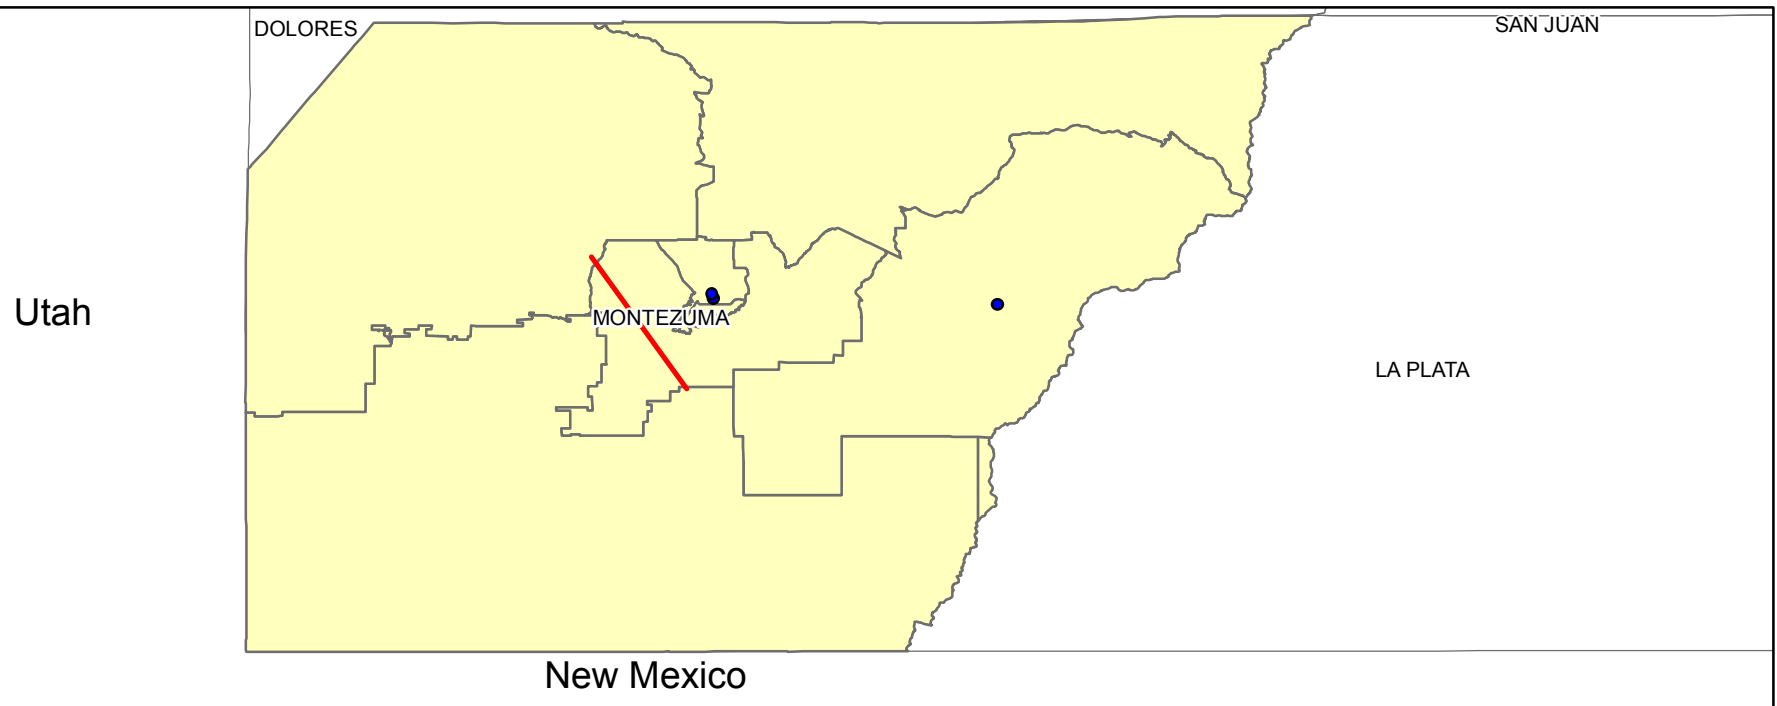 DOLORES
SAN JUAN
Utah
MONTEZUMA
LA PLATA
New Mexico